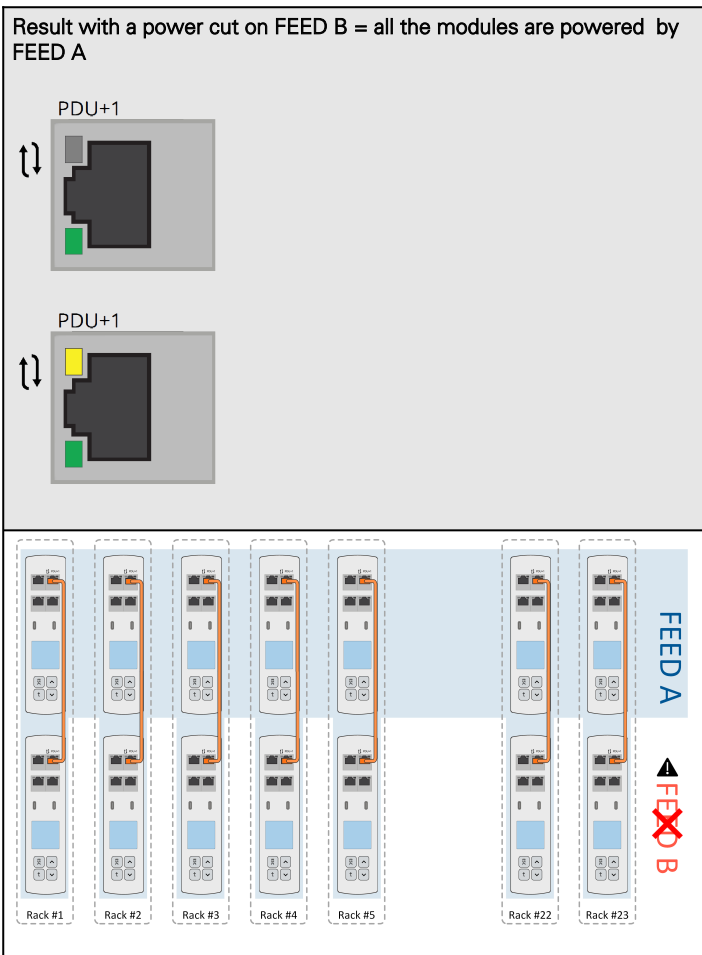 Result with a power cut on FEED B = all the modules are powered by
FEED A
PDU+1
PDU+1
FEED A
FEED B
Rack #1
Rack #2
Rack #3
Rack #4
Rack #5
Rack #22
Rack #23